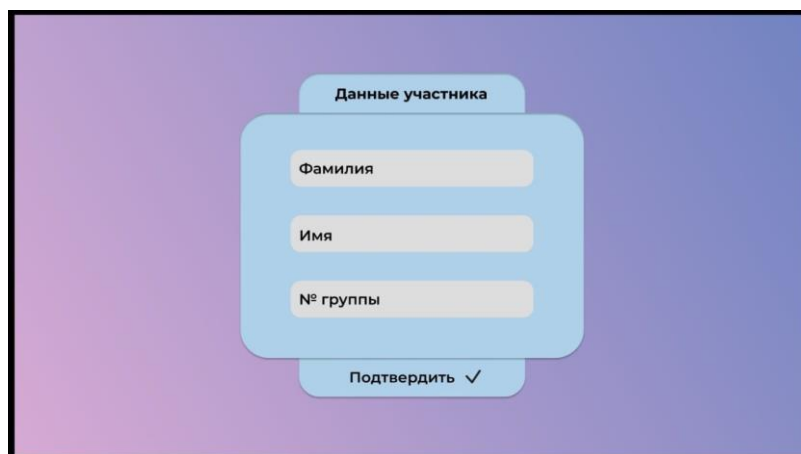 Данные участника
Фамилия
Имя
№ группы
Подтвердить ✓